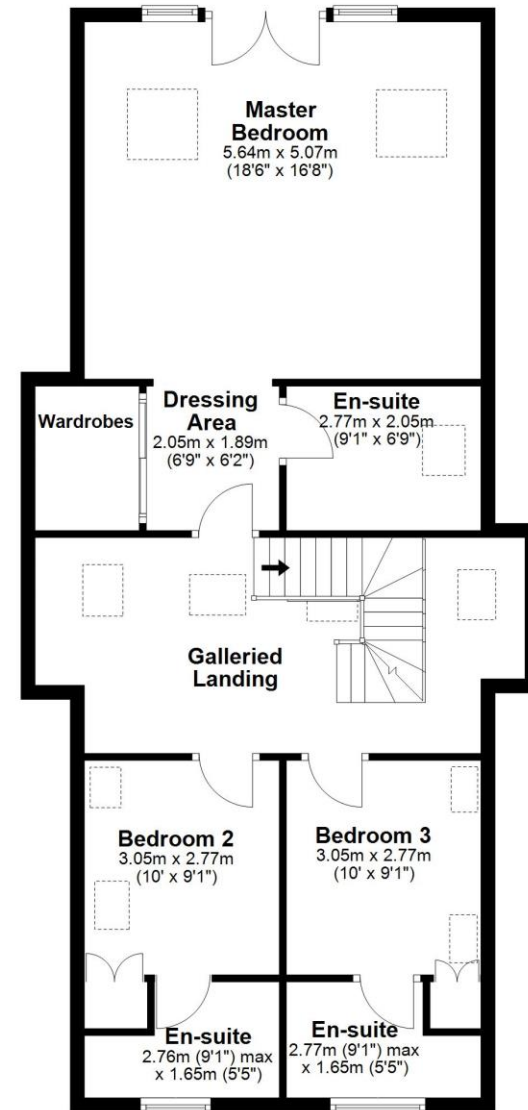 Master
Bedroom
5.64m x 5.07m
(18'6" x 16'8")
Wardrobes
Dressing
Area
2.05m x 1.89m
(6'9" x 6'2")
En-suite
2.77m x 2.05m
(9'1" x 6'9")
Galleried
Landing
Bedroom 2
3.05m x 2.77m
(10' x 9'1")
Bedroom 3
3.05m x 2.77m
(10' x 9'1")
En-suite
2.76m (9'1") max
x 1.65m (5'5")
En-suite
2.77m (9'1") max
x 1.65m (5'5")